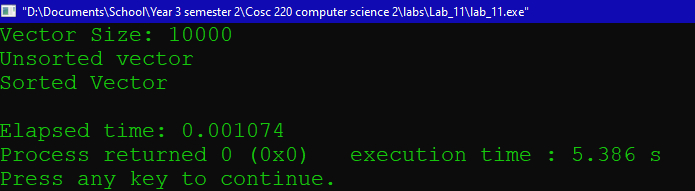 "D:\Documents\School\Year 3 semester 2\Cosc 220 computer science 2\labs\Lab_11\lab_11.exe"
Vector Size: 10000
Unsorted vector
Sorted Vector
Elapsed time: 0.001074
Process returned 0 (0x0)   execution time : 5.386 s
Press any key to continue.